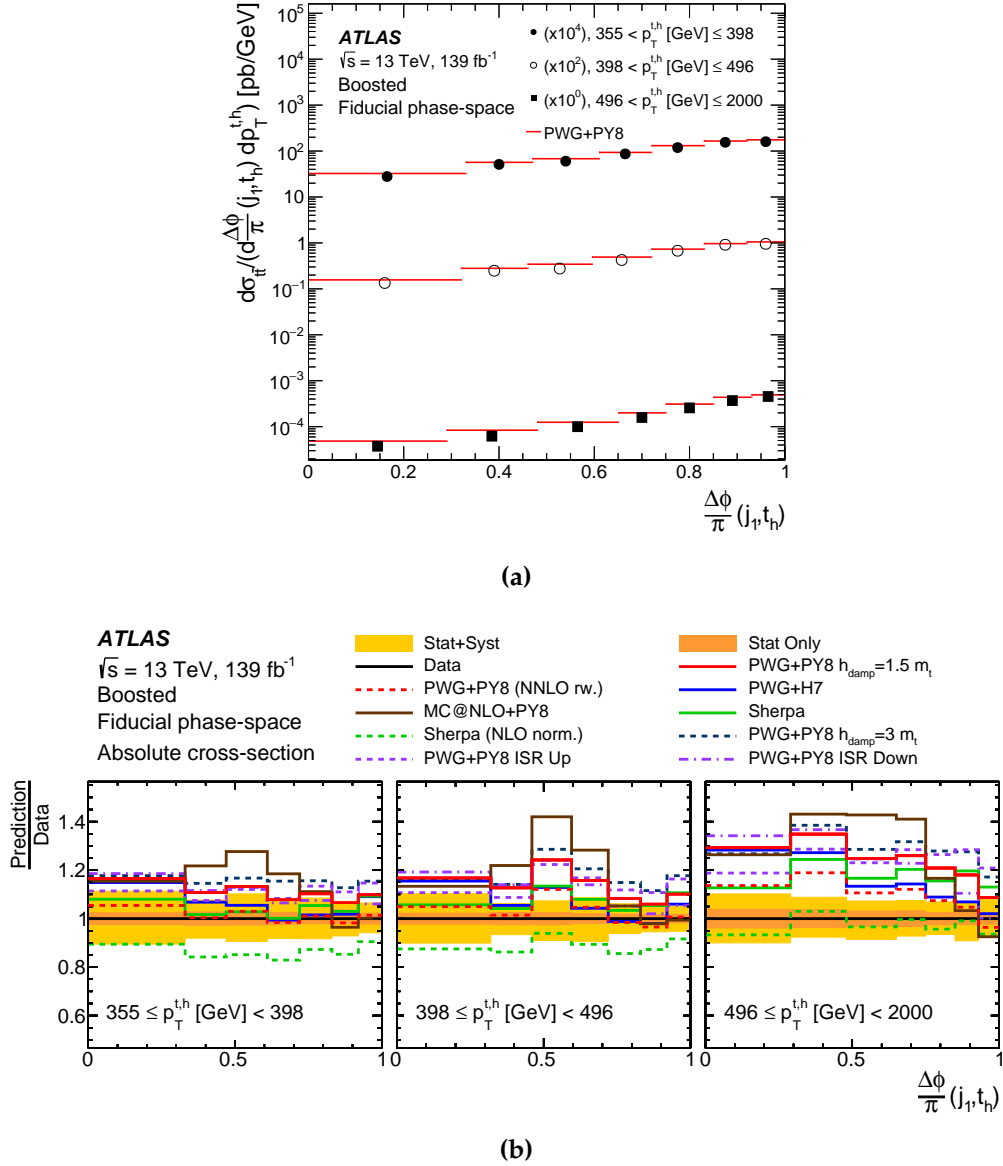 ATLAS
√s = 13 TeV, 139 fb⁻¹
Boosted
Fiducial phase-space
(x10⁴), 355 < p_T^{t,h} [GeV] ≤ 398
(x10²), 398 < p_T^{t,h} [GeV] ≤ 496
(x10⁰), 496 < p_T^{t,h} [GeV] ≤ 2000
PWG+PY8
dσ_{tt̄}/(d Δφ/π (j₁,t_h) dp_T^{t,h}) [pb/GeV]
10⁵
10⁴
10³
10²
10
1
10⁻¹
10⁻²
10⁻³
10⁻⁴
0 0.2 0.4 0.6 0.8 1
Δφ/π (j₁,t_h)
(a)
ATLAS
√s = 13 TeV, 139 fb⁻¹
Boosted
Fiducial phase-space
Absolute cross-section
Stat+Syst
Data
PWG+PY8 (NNLO rw.)
MC@NLO+PY8
Sherpa (NLO norm.)
PWG+PY8 ISR Up
Stat Only
PWG+PY8 h_damp=1.5 m_t
PWG+H7
Sherpa
PWG+PY8 h_damp=3 m_t
PWG+PY8 ISR Down
Prediction
Data
1.4
1.2
1
0.8
0.6
355 ≤ p_T^{t,h} [GeV] < 398
398 ≤ p_T^{t,h} [GeV] < 496
496 ≤ p_T^{t,h} [GeV] < 2000
0 0.5 1 0 0.5 1 0 0.5 1
Δφ/π (j₁,t_h)
(b)